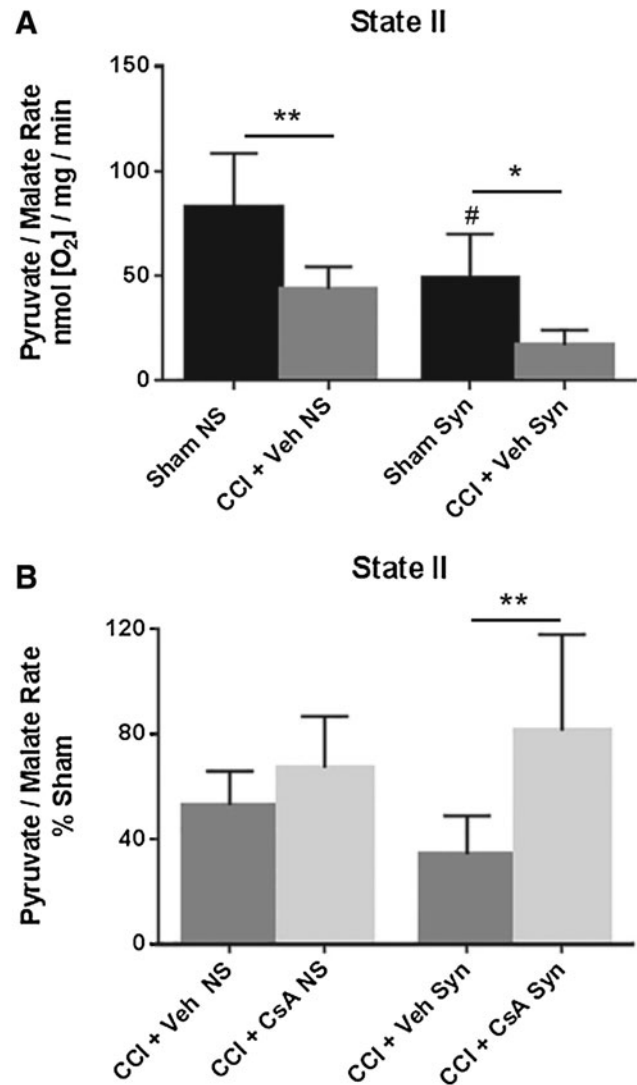 A
State II
Pyruvate / Malate Rate
nmol [O₂] / mg / min
150
100
50
0
**
#
*
Sham NS
CCI + Veh NS
Sham Syn
CCI + Veh Syn
B
State II
Pyruvate / Malate Rate
% Sham
120
80
40
0
**
CCI + Veh NS
CCI + CsA NS
CCI + Veh Syn
CCI + CsA Syn